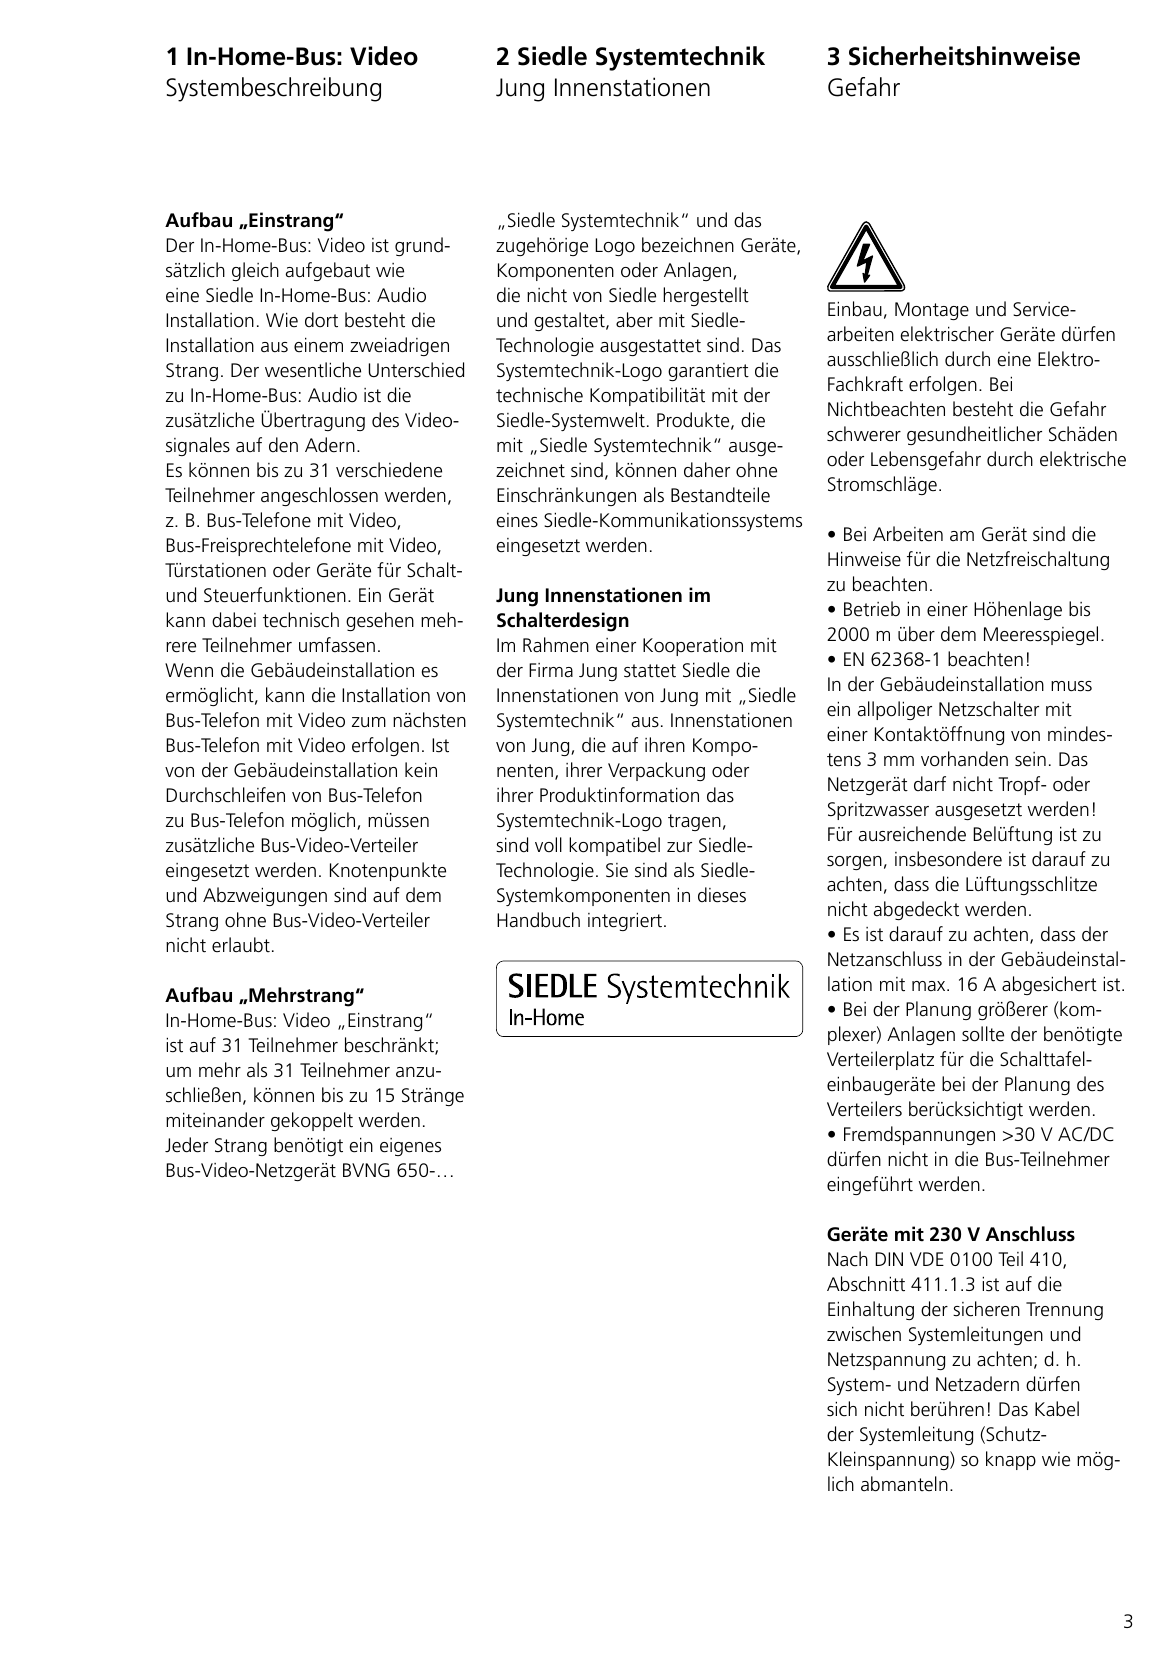 1 In-Home-Bus: Video
Systembeschreibung
Aufbau „Einstrang“
Der In-Home-Bus: Video ist grund-
sätzlich gleich aufgebaut wie
eine Siedle In-Home-Bus: Audio
Installation. Wie dort besteht die
Installation aus einem zweiadrigen
Strang. Der wesentliche Unterschied
zu In-Home-Bus: Audio ist die
zusätzliche Übertragung des Video-
signales auf den Adern.
Es können bis zu 31 verschiedene
Teilnehmer angeschlossen werden,
z. B. Bus-Telefone mit Video,
Bus-Freisprechtelefone mit Video,
Türstationen oder Geräte für Schalt-
und Steuerfunktionen. Ein Gerät
kann dabei technisch gesehen meh-
rere Teilnehmer umfassen.
Wenn die Gebäudeinstallation es
ermöglicht, kann die Installation von
Bus-Telefon mit Video zum nächsten
Bus-Telefon mit Video erfolgen. Ist
von der Gebäudeinstallation kein
Durchschleifen von Bus-Telefon
zu Bus-Telefon möglich, müssen
zusätzliche Bus-Video-Verteiler
eingesetzt werden. Knotenpunkte
und Abzweigungen sind auf dem
Strang ohne Bus-Video-Verteiler
nicht erlaubt.
Aufbau „Mehrstrang“
In-Home-Bus: Video „Einstrang“
ist auf 31 Teilnehmer beschränkt;
um mehr als 31 Teilnehmer anzu-
schließen, können bis zu 15 Stränge
miteinander gekoppelt werden.
Jeder Strang benötigt ein eigenes
Bus-Video-Netzgerät BVNG 650-…
2 Siedle Systemtechnik
Jung Innenstationen
„Siedle Systemtechnik“ und das
zugehörige Logo bezeichnen Geräte,
Komponenten oder Anlagen,
die nicht von Siedle hergestellt
und gestaltet, aber mit Siedle-
Technologie ausgestattet sind. Das
Systemtechnik-Logo garantiert die
technische Kompatibilität mit der
Siedle-Systemwelt. Produkte, die
mit „Siedle Systemtechnik“ ausge-
zeichnet sind, können daher ohne
Einschränkungen als Bestandteile
eines Siedle-Kommunikationssystems
eingesetzt werden.
Jung Innenstationen im
Schalterdesign
Im Rahmen einer Kooperation mit
der Firma Jung stattet Siedle die
Innenstationen von Jung mit „Siedle
Systemtechnik“ aus. Innenstationen
von Jung, die auf ihren Kompo-
nenten, ihrer Verpackung oder
ihrer Produktinformation das
Systemtechnik-Logo tragen,
sind voll kompatibel zur Siedle-
Technologie. Sie sind als Siedle-
Systemkomponenten in dieses
Handbuch integriert.
SIEDLE Systemtechnik
In-Home
3 Sicherheitshinweise
Gefahr
Einbau, Montage und Service-
arbeiten elektrischer Geräte dürfen
ausschließlich durch eine Elektro-
Fachkraft erfolgen. Bei
Nichtbeachten besteht die Gefahr
schwerer gesundheitlicher Schäden
oder Lebensgefahr durch elektrische
Stromschläge.
• Bei Arbeiten am Gerät sind die
Hinweise für die Netzfreischaltung
zu beachten.
• Betrieb in einer Höhenlage bis
2000 m über dem Meeresspiegel.
• EN 62368-1 beachten!
In der Gebäudeinstallation muss
ein allpoliger Netzschalter mit
einer Kontaktöffnung von mindes-
tens 3 mm vorhanden sein. Das
Netzgerät darf nicht Tropf- oder
Spritzwasser ausgesetzt werden!
Für ausreichende Belüftung ist zu
sorgen, insbesondere ist darauf zu
achten, dass die Lüftungsschlitze
nicht abgedeckt werden.
• Es ist darauf zu achten, dass der
Netzanschluss in der Gebäudeinstal-
lation mit max. 16 A abgesichert ist.
• Bei der Planung größerer (kom-
plexer) Anlagen sollte der benötigte
Verteilerplatz für die Schalttafel-
einbaugeräte bei der Planung des
Verteilers berücksichtigt werden.
• Fremdspannungen >30 V AC/DC
dürfen nicht in die Bus-Teilnehmer
eingeführt werden.
Geräte mit 230 V Anschluss
Nach DIN VDE 0100 Teil 410,
Abschnitt 411.1.3 ist auf die
Einhaltung der sicheren Trennung
zwischen Systemleitungen und
Netzspannung zu achten; d. h.
System- und Netzadern dürfen
sich nicht berühren! Das Kabel
der Systemleitung (Schutz-
Kleinspannung) so knapp wie mög-
lich abmanteln.
3